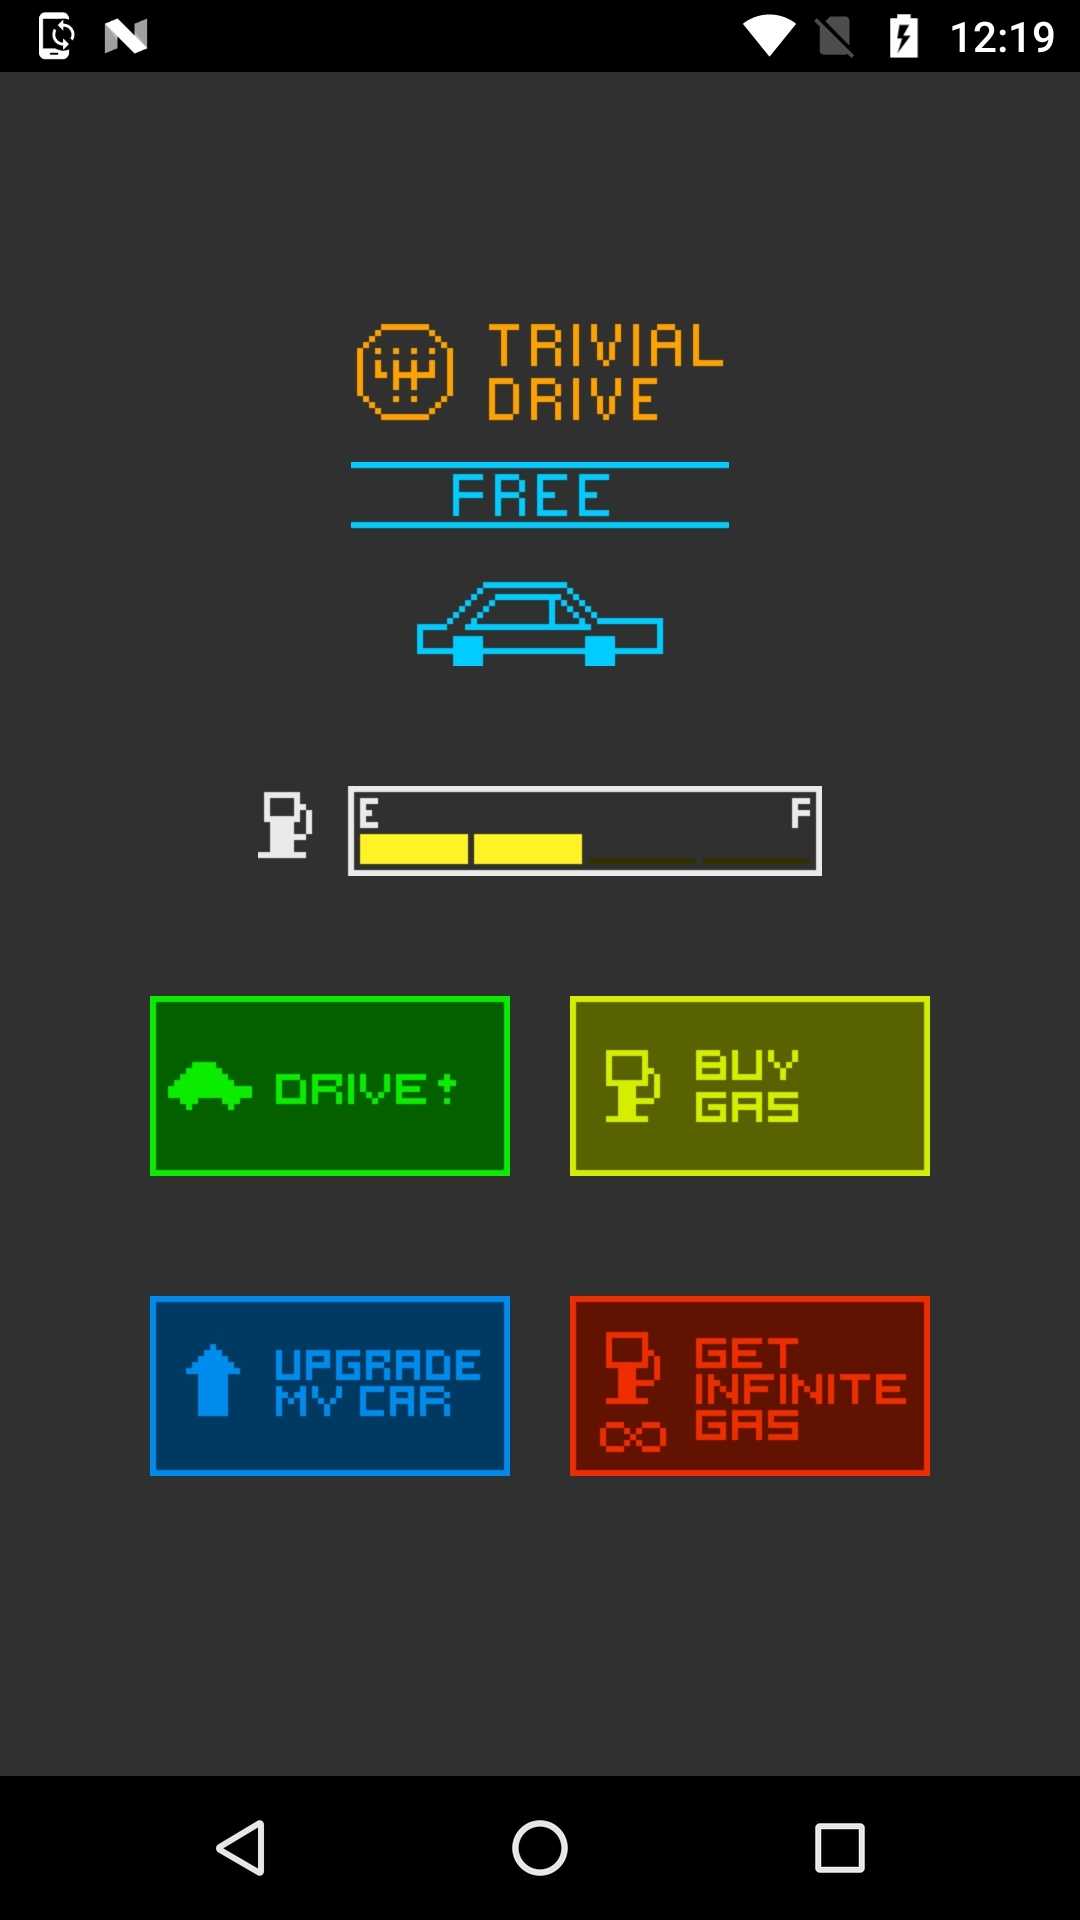 12:19
TRIVIAL
DRIVE
FREE
E F
DRIVE!
BUY
GAS
UPGRADE
MY CAR
GET
INFINITE
GAS